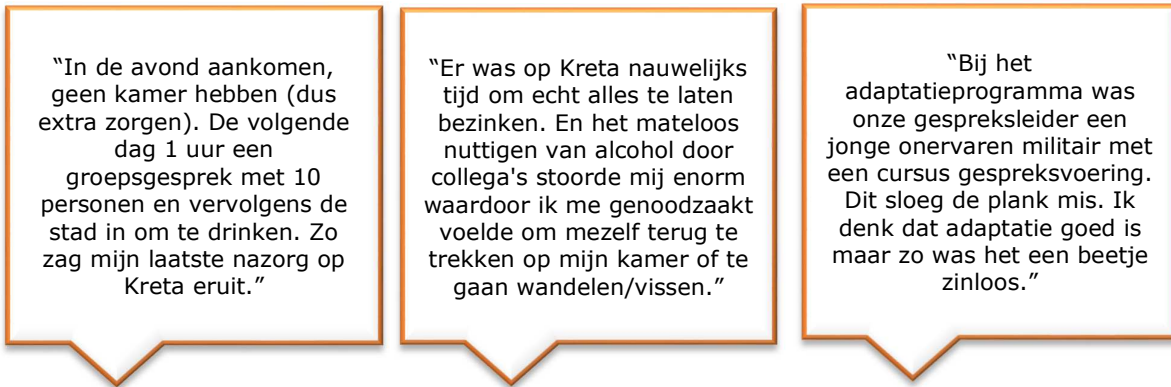 “In de avond aankomen,
geen kamer hebben (dus
extra zorgen). De volgende
dag 1 uur een
groepsgesprek met 10
personen en vervolgens de
stad in om te drinken. Zo
zag mijn laatste nazorg op
Kreta eruit.”
“Er was op Kreta nauwelijks
tijd om echt alles te laten
bezinken. En het mateloos
nuttigen van alcohol door
collega's stoorde mij enorm
waardoor ik me genoodzaakt
voelde om mezelf terug te
trekken op mijn kamer of te
gaan wandelen/vissen.”
“Bij het
adaptatieprogramma was
onze gespreksleider een
jonge onervaren militair met
een cursus gespreksvoering.
Dit sloeg de plank mis. Ik
denk dat adaptatie goed is
maar zo was het een beetje
zinloos.”